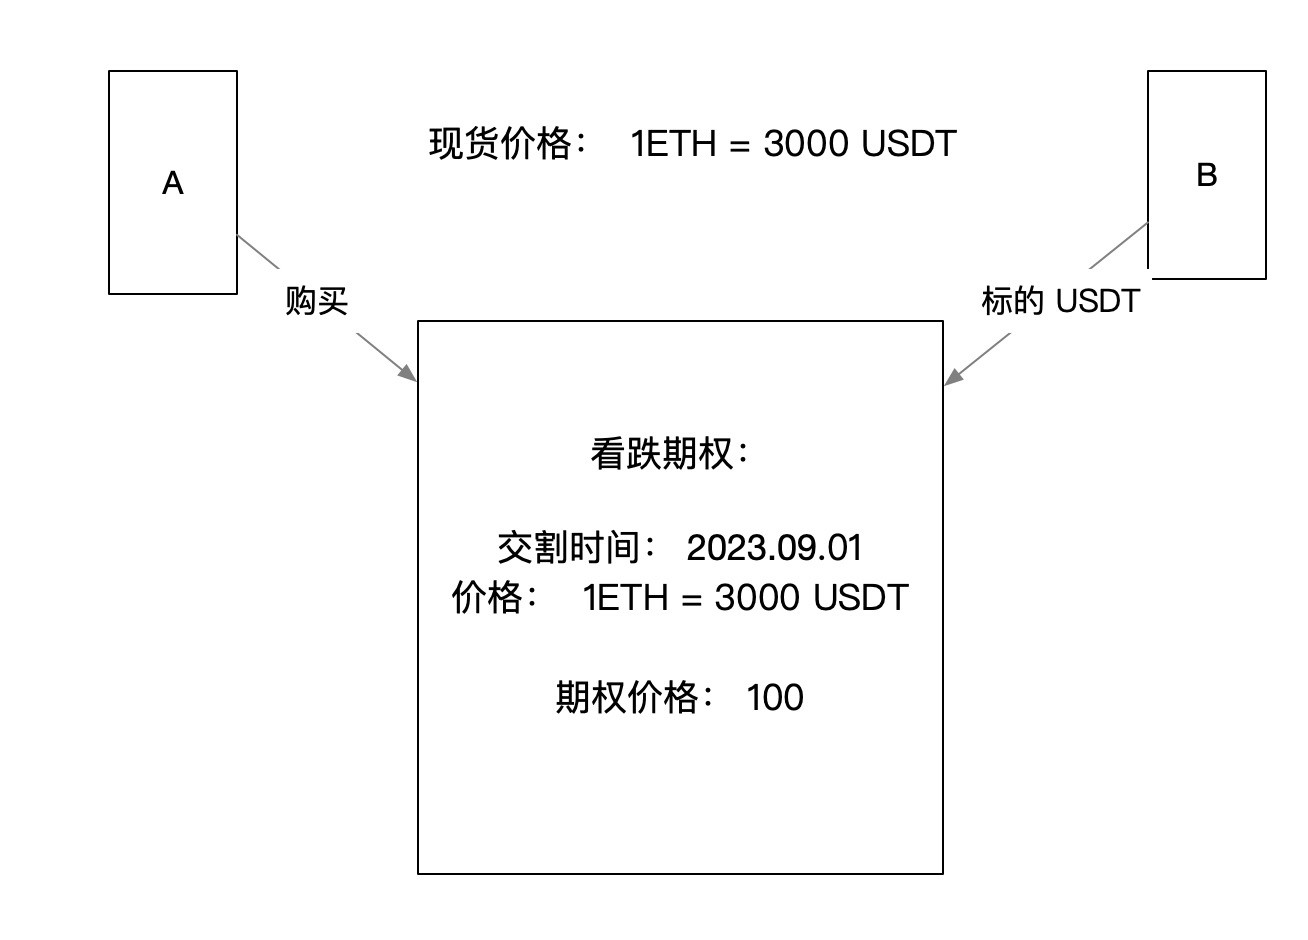 现货价格： 1ETH = 3000 USDT
A
B
购买
标的 USDT
看跌期权：
交割时间： 2023.09.01
价格： 1ETH = 3000 USDT
期权价格： 100